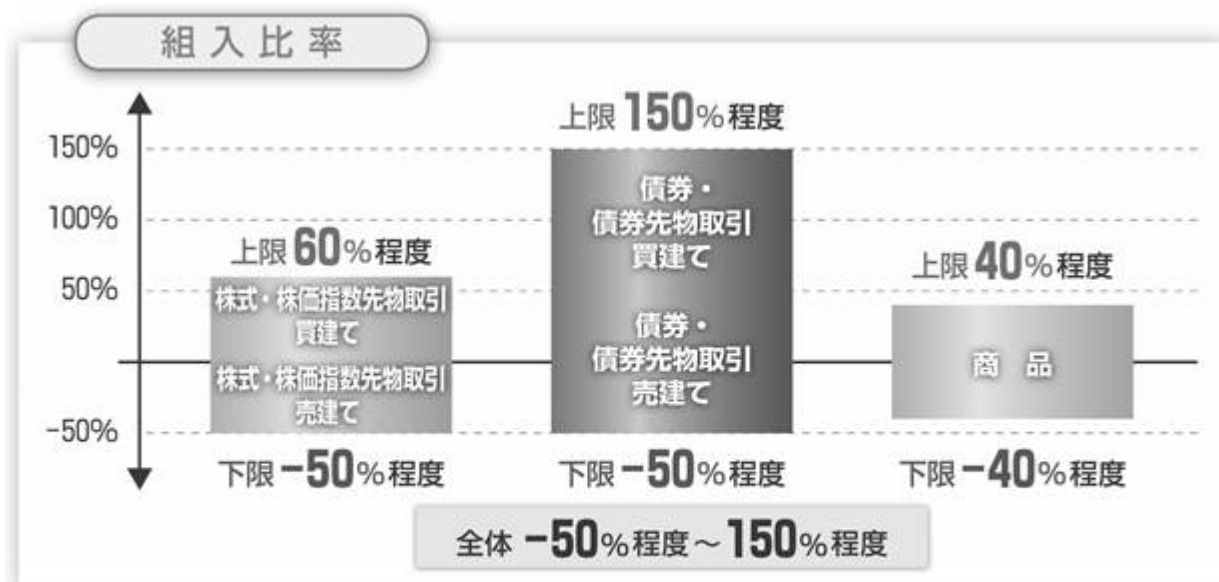 組入比率
150%
100%
50%
-50%
上限60%程度
株式・株価指数先物取引
買建て
株式・株価指数先物取引
売建て
下限-50%程度
上限150%程度
債券・
債券先物取引
買建て
債券・
債券先物取引
売建て
下限-50%程度
上限40%程度
商品
下限-40%程度
全体 -50%程度～150%程度